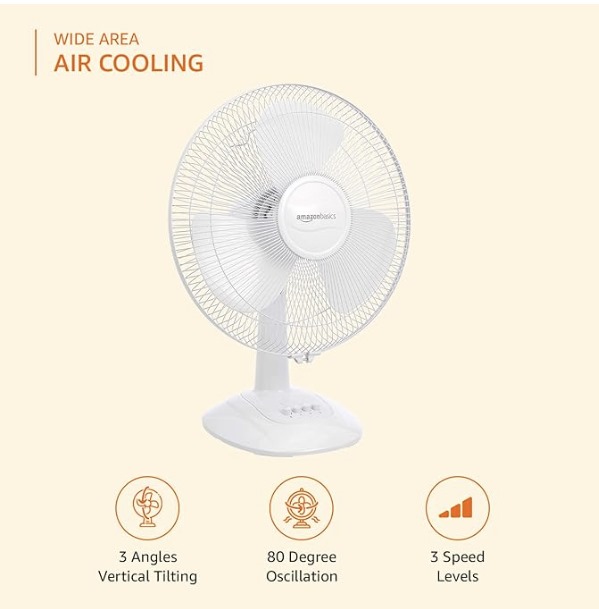 WIDE AREA
AIR COOLING
amazonbasics
3 Angles
Vertical Tilting
80 Degree
Oscillation
3 Speed
Levels